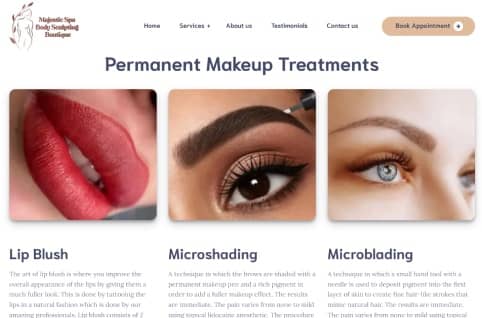 Majestic Spa
Body Sculpting
Boutique
Home
Services +
About us
Testimonials
Contact us
Book Appointment
Permanent Makeup Treatments
Lip Blush
The art of lip blush is where you improve the
overall appearance of the lips by giving them a
much fuller look. This is done by tattooing the
lips in a natural fashion which is done by our
amazing professionals. Lip blush consists of 2
Microshading
A technique in which the brows are shaded with a
permanent makeup pen and a rich pigment in
order to add a fuller makeup effect. The results
are immediate. The pain varies from none to mild
using topical lidocaine anesthetic. The procedure
Microblading
A technique in which a small hand tool with a
needle is used to deposit pigment into the first
layer of skin to create fine hair-like strokes that
mimic natural hair. The results are immediate.
The pain varies from none to mild using topical